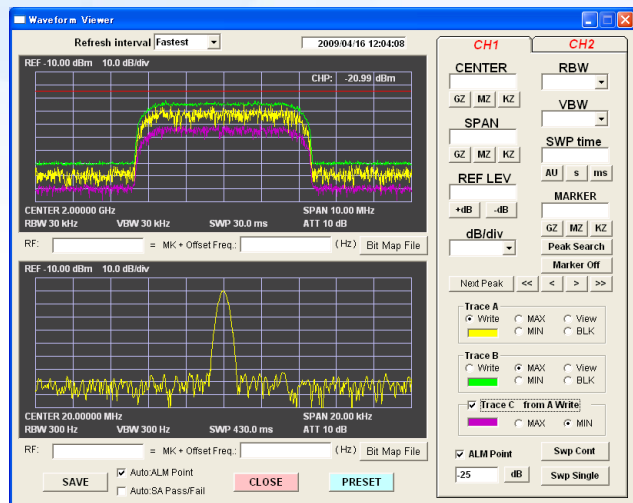 Waveform Viewer
Refresh interval Fastest 2009/04/16 12:04:08
REF -10.00 dBm 10.0 dB/div
CHP: -20.99 dBm
CENTER 2.00000 GHz SPAN 10.00 MHz
RBW 30 kHz VBW 30 kHz SWP 30.0 ms ATT 10 dB
RF: = MK + Offset Freq.: (Hz) Bit Map File
REF -10.00 dBm 10.0 dB/div
CENTER 20.00000 MHz SPAN 20.00 kHz
RBW 300 Hz VBW 300 Hz SWP 430.0 ms ATT 10 dB
RF: = MK + Offset Freq.: (Hz) Bit Map File
SAVE
Auto:ALM Point
Auto:SA Pass/Fail
CLOSE
PRESET
CH1 CH2
CENTER
GZ MZ KZ
SPAN
GZ MZ KZ
REF LEV
+dB -dB
dB/div
RBW
VBW
SWP time
AU s ms
MARKER
GZ MZ KZ
Peak Search
Marker Off
Next Peak << < > >>
Trace A
Write MAX View
MIN BLK
Trace B
Write MAX View
MIN BLK
Trace C from A Write
MAX MIN
ALM Point
-25 dB
Swp Cont
Swp Single